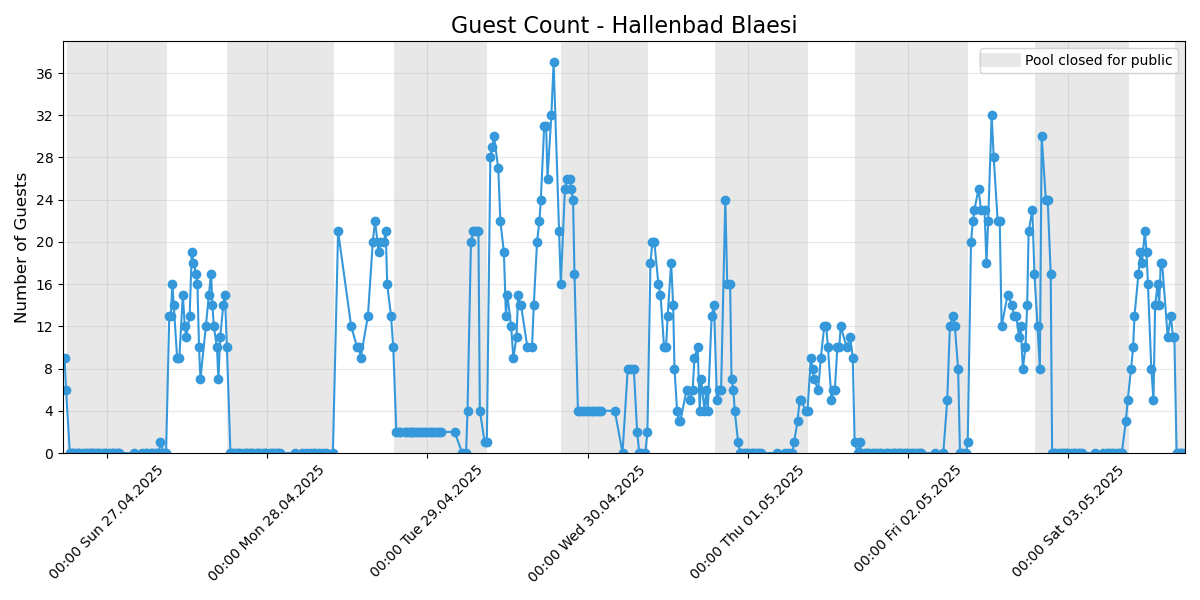 Guest Count - Hallenbad Blaesi
Pool closed for public
Number of Guests
36
32
28
24
20
16
12
8
4
0
00:00 Sun 27.04.2025
00:00 Mon 28.04.2025
00:00 Tue 29.04.2025
00:00 Wed 30.04.2025
00:00 Thu 01.05.2025
00:00 Fri 02.05.2025
00:00 Sat 03.05.2025